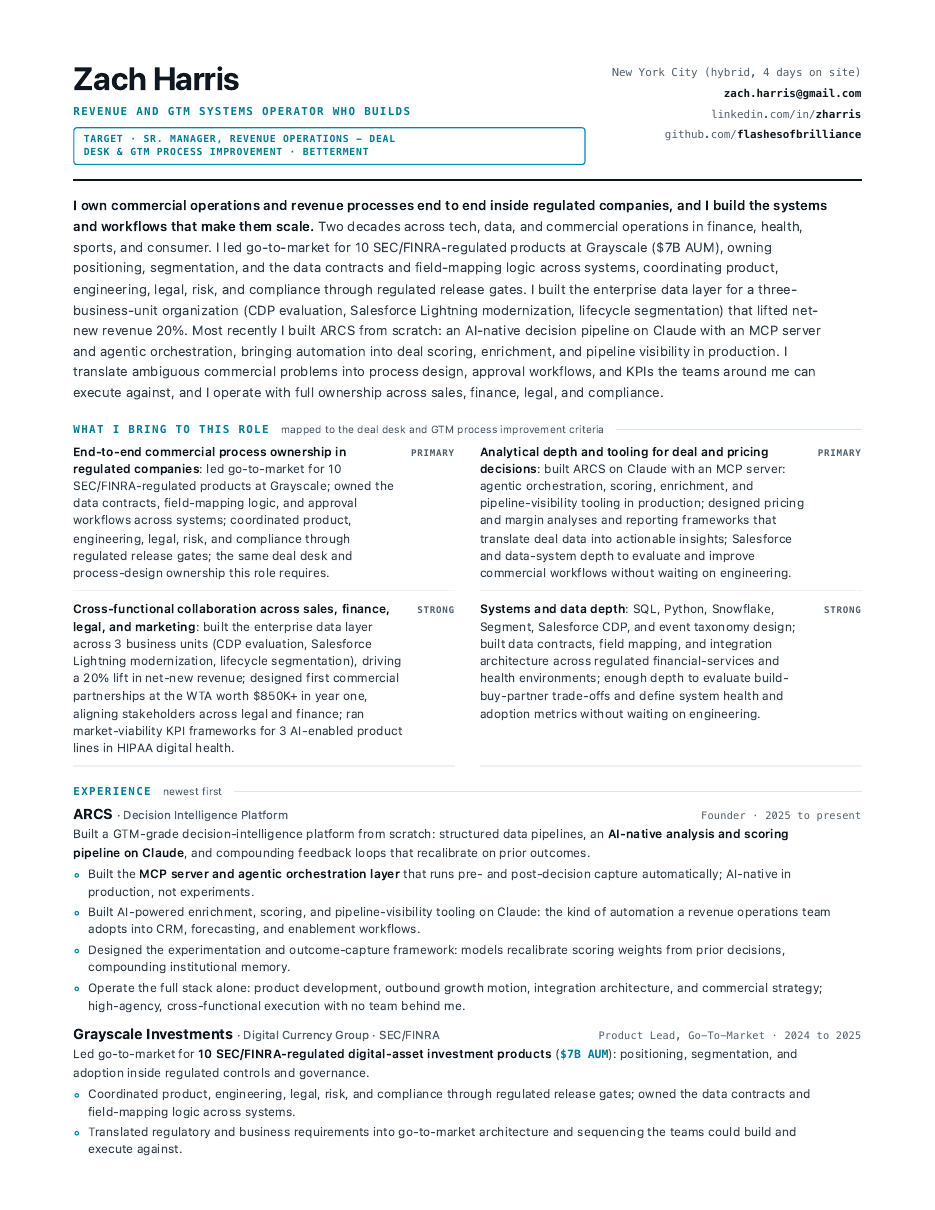 Zach Harris
REVENUE AND GTM SYSTEMS OPERATOR WHO BUILDS
TARGET · SR. MANAGER, REVENUE OPERATIONS — DEAL
DESK & GTM PROCESS IMPROVEMENT · BETTERMENT
New York City (hybrid, 4 days on site)
zach.harris@gmail.com
linkedin.com/in/zharris
github.com/flashesofbrilliance
I own commercial operations and revenue processes end to end inside regulated companies, and I build the systems
and workflows that make them scale. Two decades across tech, data, and commercial operations in finance, health,
sports, and consumer. I led go-to-market for 10 SEC/FINRA-regulated products at Grayscale ($7B AUM), owning
positioning, segmentation, and the data contracts and field-mapping logic across systems, coordinating product,
engineering, legal, risk, and compliance through regulated release gates. I built the enterprise data layer for a three-
business-unit organization (CDP evaluation, Salesforce Lightning modernization, lifecycle segmentation) that lifted net-
new revenue 20%. Most recently I built ARCS from scratch: an AI-native decision pipeline on Claude with an MCP server
and agentic orchestration, bringing automation into deal scoring, enrichment, and pipeline visibility in production. I
translate ambiguous commercial problems into process design, approval workflows, and KPIs the teams around me can
execute against, and I operate with full ownership across sales, finance, legal, and compliance.
WHAT I BRING TO THIS ROLE mapped to the deal desk and GTM process improvement criteria
End-to-end commercial process ownership in PRIMARY
regulated companies: led go-to-market for 10
SEC/FINRA-regulated products at Grayscale; owned the
data contracts, field-mapping logic, and approval
workflows across systems; coordinated product,
engineering, legal, risk, and compliance through
regulated release gates; the same deal desk and
process-design ownership this role requires.
Analytical depth and tooling for deal and pricing PRIMARY
decisions: built ARCS on Claude with an MCP server:
agentic orchestration, scoring, enrichment, and
pipeline-visibility tooling in production; designed pricing
and margin analyses and reporting frameworks that
translate deal data into actionable insights; Salesforce
and data-system depth to evaluate and improve
commercial workflows without waiting on engineering.
Cross-functional collaboration across sales, finance, STRONG
legal, and marketing: built the enterprise data layer
across 3 business units (CDP evaluation, Salesforce
Lightning modernization, lifecycle segmentation), driving
a 20% lift in net-new revenue; designed first commercial
partnerships at the WTA worth $850K+ in year one,
aligning stakeholders across legal and finance; ran
market-viability KPI frameworks for 3 AI-enabled product
lines in HIPAA digital health.
Systems and data depth: SQL, Python, Snowflake, STRONG
Segment, Salesforce CDP, and event taxonomy design;
built data contracts, field mapping, and integration
architecture across regulated financial-services and
health environments; enough depth to evaluate build-
buy-partner trade-offs and define system health and
adoption metrics without waiting on engineering.
EXPERIENCE newest first
ARCS · Decision Intelligence Platform Founder · 2025 to present
Built a GTM-grade decision-intelligence platform from scratch: structured data pipelines, an AI-native analysis and scoring
pipeline on Claude, and compounding feedback loops that recalibrate on prior outcomes.
Built the MCP server and agentic orchestration layer that runs pre- and post-decision capture automatically; AI-native in
production, not experiments.
Built AI-powered enrichment, scoring, and pipeline-visibility tooling on Claude: the kind of automation a revenue operations team
adopts into CRM, forecasting, and enablement workflows.
Designed the experimentation and outcome-capture framework: models recalibrate scoring weights from prior decisions,
compounding institutional memory.
Operate the full stack alone: product development, outbound growth motion, integration architecture, and commercial strategy;
high-agency, cross-functional execution with no team behind me.
Grayscale Investments · Digital Currency Group · SEC/FINRA Product Lead, Go-To-Market · 2024 to 2025
Led go-to-market for 10 SEC/FINRA-regulated digital-asset investment products ($7B AUM): positioning, segmentation, and
adoption inside regulated controls and governance.
Coordinated product, engineering, legal, risk, and compliance through regulated release gates; owned the data contracts and
field-mapping logic across systems.
Translated regulatory and business requirements into go-to-market architecture and sequencing the teams could build and
execute against.